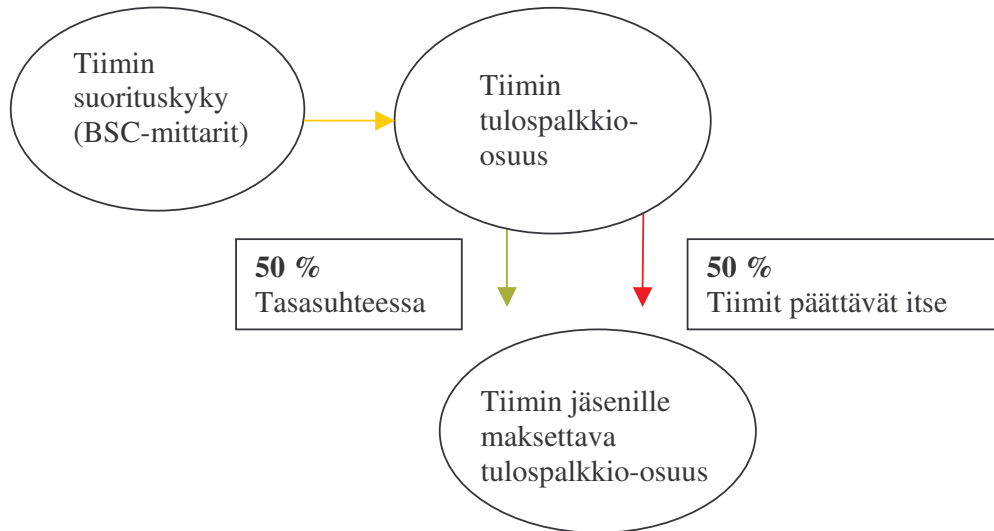 Tiimin
suorituskyky
(BSC-mittarit)
Tiimin
tulospalkkio-
osuus
50 %
Tasasuhteessa
50 %
Tiimit päättävät itse
Tiimin jäsenille
maksettava
tulospalkkio-osuus